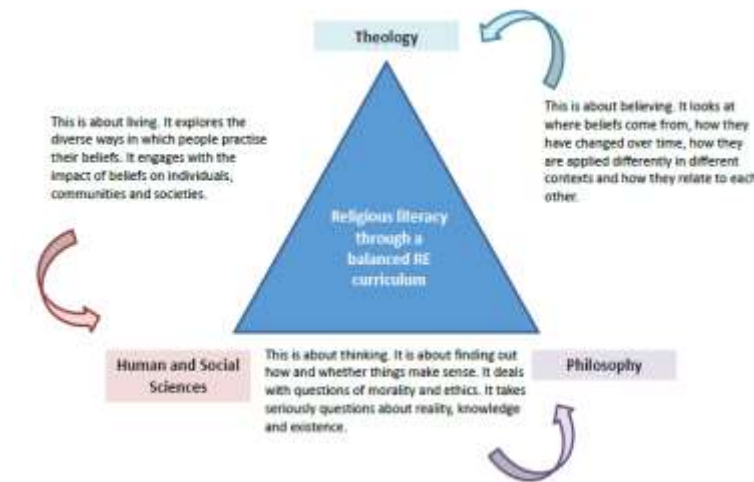 Theology
This is about living. It explores the
diverse ways in which people practise
their beliefs. It engages with the
impact of beliefs on individuals,
communities and societies.
This is about believing. It looks at
where beliefs come from, how they
have changed over time, how they
are applied differently in different
contexts and how they relate to each
other.
Religious literacy
through a
balanced RE
curriculum
Human and Social
Sciences
This is about thinking. It is about finding out
how and whether things make sense. It deals
with questions of morality and ethics. It takes
seriously questions about reality, knowledge
and existence.
Philosophy